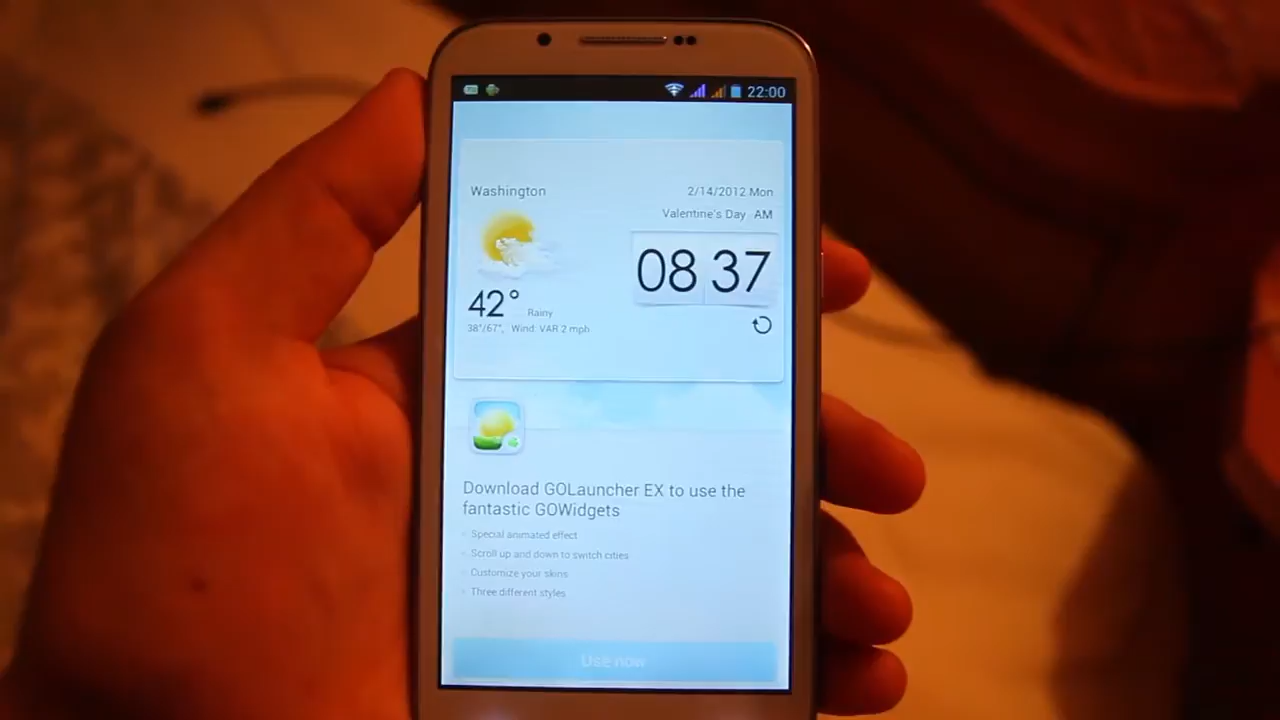 22:00
Washington
2/14/2012 Mon
Valentine's Day AM
08 37
42° Rainy
38°/67°, Wind: VAR 2 mph
Download GOLauncher EX to use the
fantastic GOWidgets
Special animated effect
Scroll up and down to switch cities
Customize your skins
Three different styles
Use now